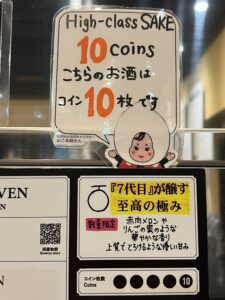 High-class SAKE
10 coins
こちらのお酒は
コイン10枚です
VEN
N
『7代目』が醸す
至高の極み
数量限定
赤肉メロンや
りんごの蜜のような
華やかな香り
上質でとろけるような優しい甘み
コイン枚数
Coins
10